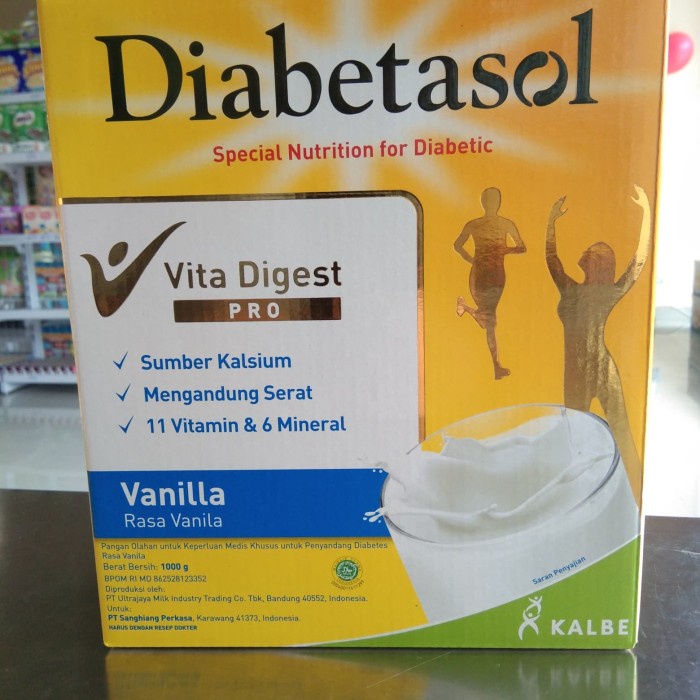 Diabetasol
Special Nutrition for Diabetic
Vita Digest
PRO
Sumber Kalsium
Mengandung Serat
11 Vitamin & 6 Mineral
Vanilla
Rasa Vanila
Pangan Olahan untuk Keperluan Medis Khusus untuk Penyandang Diabetes
Rasa Vanila
Berat Bersih: 1000 g
BPOM RI MD 862528123352
Diproduksi oleh:
PT Ultrajaya Milk Industry Trading Co. Tbk, Bandung 40552, Indonesia.
Untuk:
PT Sanghiang Perkasa, Karawang 41373, Indonesia.
HARUS DENGAN RESEP DOKTER
Saran Penyajian
KALBE